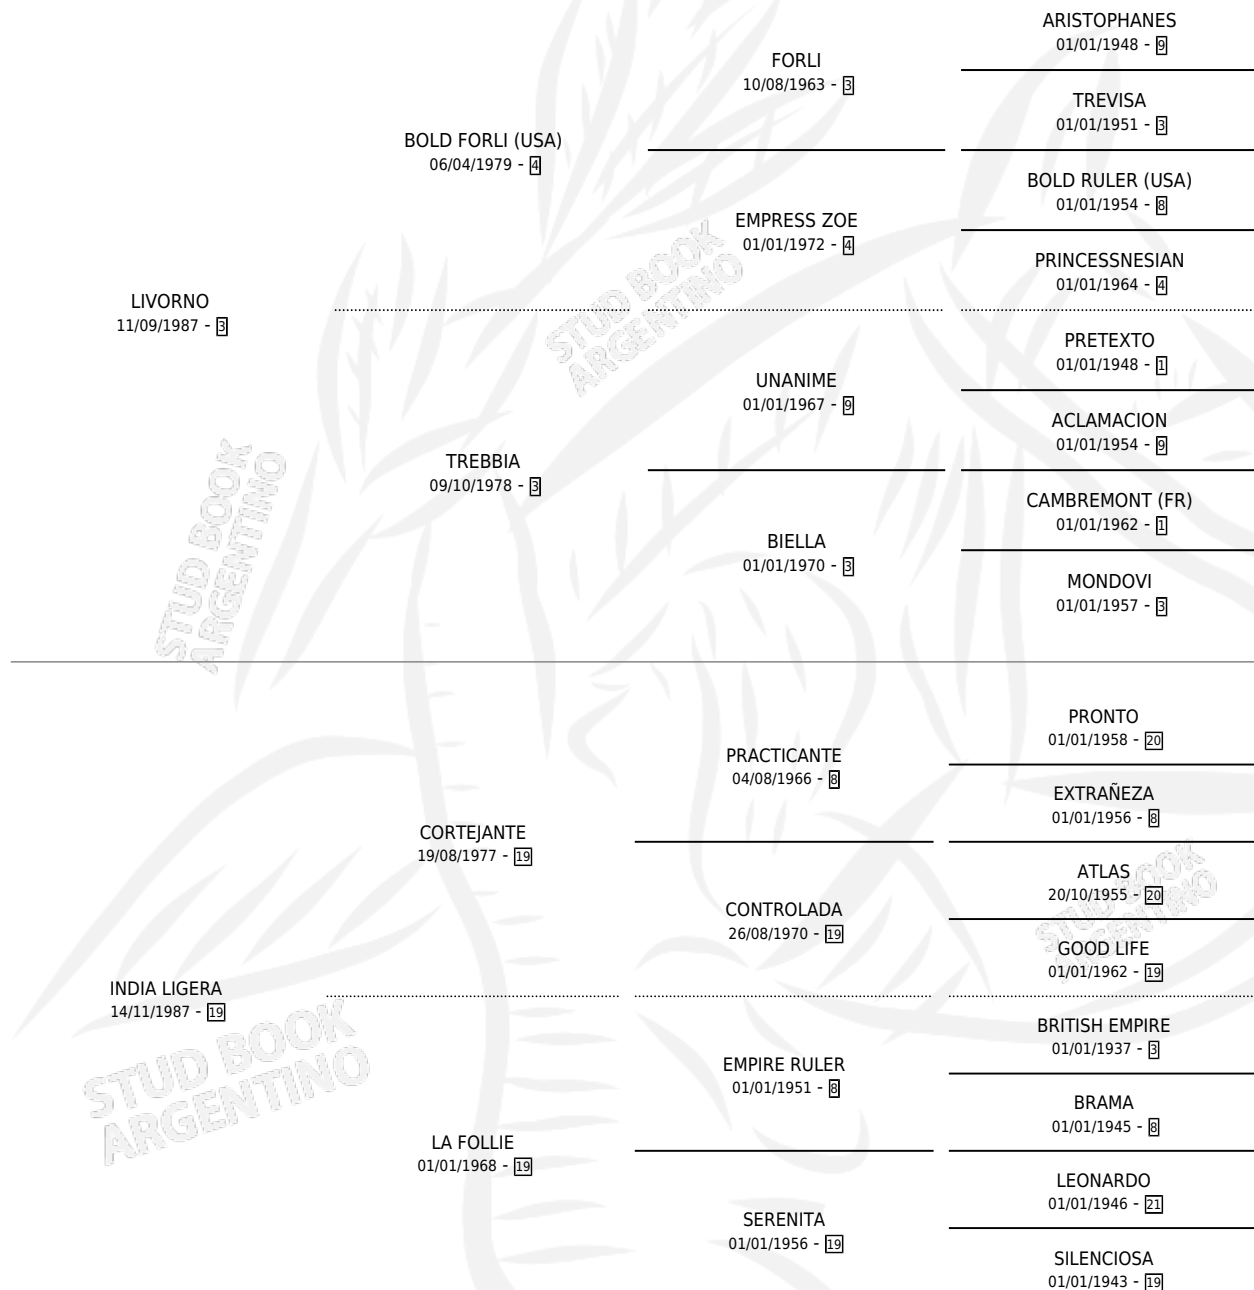 ARISTOPHANES
01/01/1948 - 9
FORLI
10/08/1963 - 3
TREVISA
01/01/1951 - 3
BOLD FORLI (USA)
06/04/1979 - 4
BOLD RULER (USA)
01/01/1954 - 8
EMPRESS ZOE
01/01/1972 - 4
PRINCESSNESIAN
01/01/1964 - 4
LIVORNO
11/09/1987 - 3
PRETEXTO
01/01/1948 - 1
UNANIME
01/01/1967 - 9
ACLAMACION
01/01/1954 - 9
TREBBIA
09/10/1978 - 3
CAMBREMONT (FR)
01/01/1962 - 1
BIELLA
01/01/1970 - 3
MONDOVI
01/01/1957 - 3
PRONTO
01/01/1958 - 20
PRACTICANTE
04/08/1966 - 8
EXTRAÑEZA
01/01/1956 - 8
CORTEJANTE
19/08/1977 - 19
ATLAS
20/10/1955 - 20
CONTROLADA
26/08/1970 - 19
GOOD LIFE
01/01/1962 - 19
INDIA LIGERA
14/11/1987 - 19
BRITISH EMPIRE
01/01/1937 - 3
EMPIRE RULER
01/01/1951 - 8
BRAMA
01/01/1945 - 8
LA FOLLIE
01/01/1968 - 19
LEONARDO
01/01/1946 - 21
SERENITA
01/01/1956 - 19
SILENCIOSA
01/01/1943 - 19
STUD BOOK
ARGENTINO
STUD BOOK
ARGENTINO
STUD BOOK
ARGENTINO
STUD BOOK
ARGENTINO